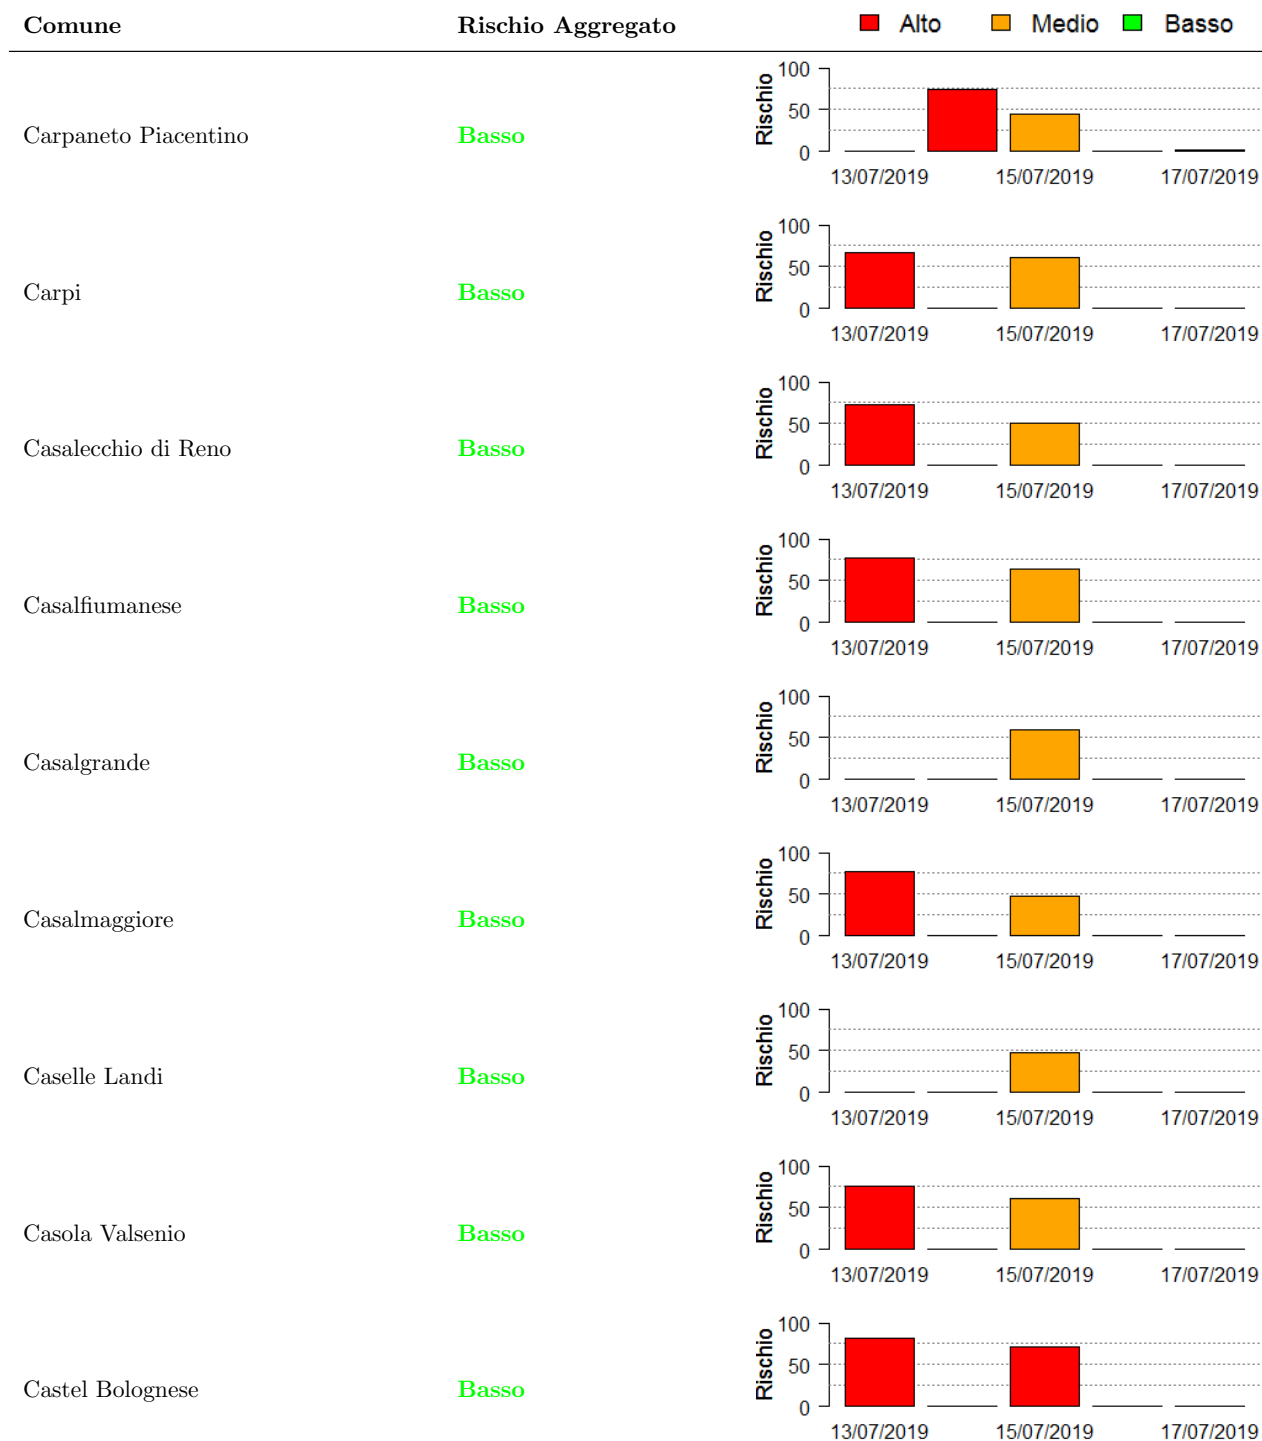 Comune Rischio Aggregato Alto Medio Basso
100
50
0
Rischio
Carpaneto Piacentino Basso
13/07/2019 15/07/2019 17/07/2019
100
50
0
Rischio
Carpi Basso
13/07/2019 15/07/2019 17/07/2019
100
50
0
Rischio
Casalecchio di Reno Basso
13/07/2019 15/07/2019 17/07/2019
100
50
0
Rischio
Casalfiumanese Basso
13/07/2019 15/07/2019 17/07/2019
100
50
0
Rischio
Casalgrande Basso
13/07/2019 15/07/2019 17/07/2019
100
50
0
Rischio
Casalmaggiore Basso
13/07/2019 15/07/2019 17/07/2019
100
50
0
Rischio
Caselle Landi Basso
13/07/2019 15/07/2019 17/07/2019
100
50
0
Rischio
Casola Valsenio Basso
13/07/2019 15/07/2019 17/07/2019
100
50
0
Rischio
Castel Bolognese Basso
13/07/2019 15/07/2019 17/07/2019